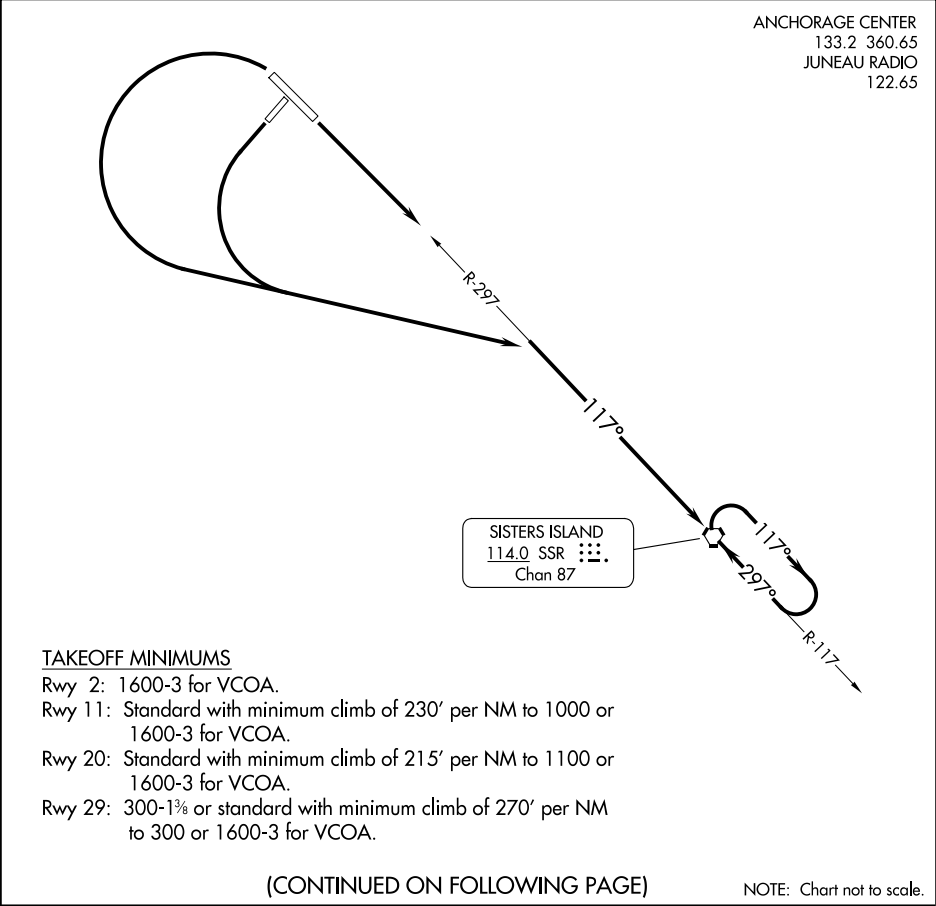 ANCHORAGE CENTER
133.2 360.65
JUNEAU RADIO
122.65
R-297
117°
SISTERS ISLAND
114.0 SSR
Chan 87
117°
297°
R-117
TAKEOFF MINIMUMS
Rwy 2: 1600-3 for VCOA.
Rwy 11: Standard with minimum climb of 230' per NM to 1000 or
1600-3 for VCOA.
Rwy 20: Standard with minimum climb of 215' per NM to 1100 or
1600-3 for VCOA.
Rwy 29: 300-1⅜ or standard with minimum climb of 270' per NM
to 300 or 1600-3 for VCOA.
(CONTINUED ON FOLLOWING PAGE)
NOTE: Chart not to scale.